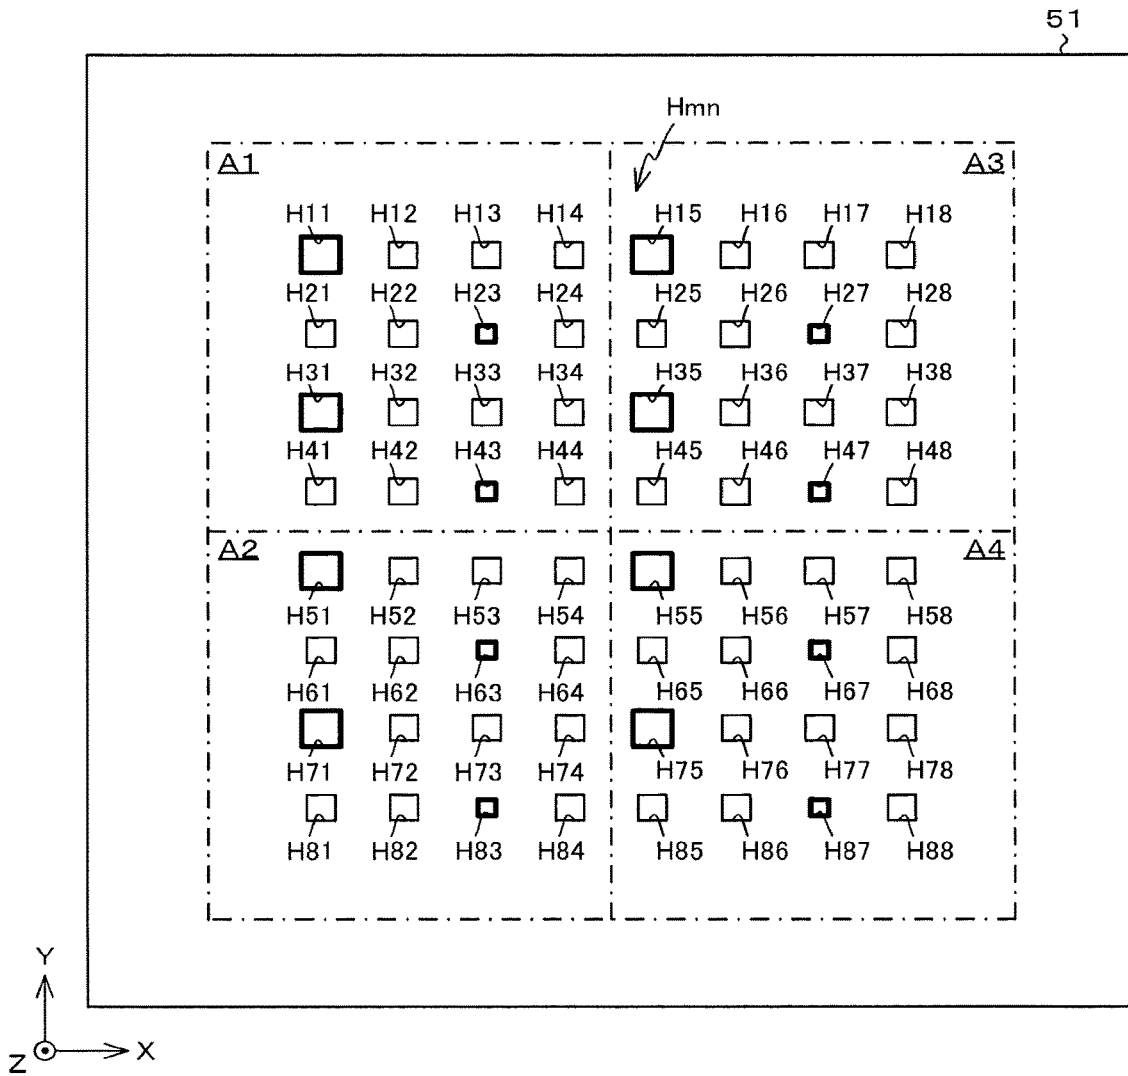 51
Hmn
A1 A3
H11 H12 H13 H14 H15 H16 H17 H18
H21 H22 H23 H24 H25 H26 H27 H28
H31 H32 H33 H34 H35 H36 H37 H38
H41 H42 H43 H44 H45 H46 H47 H48
A2 A4
H51 H52 H53 H54 H55 H56 H57 H58
H61 H62 H63 H64 H65 H66 H67 H68
H71 H72 H73 H74 H75 H76 H77 H78
H81 H82 H83 H84 H85 H86 H87 H88
Y
Z X